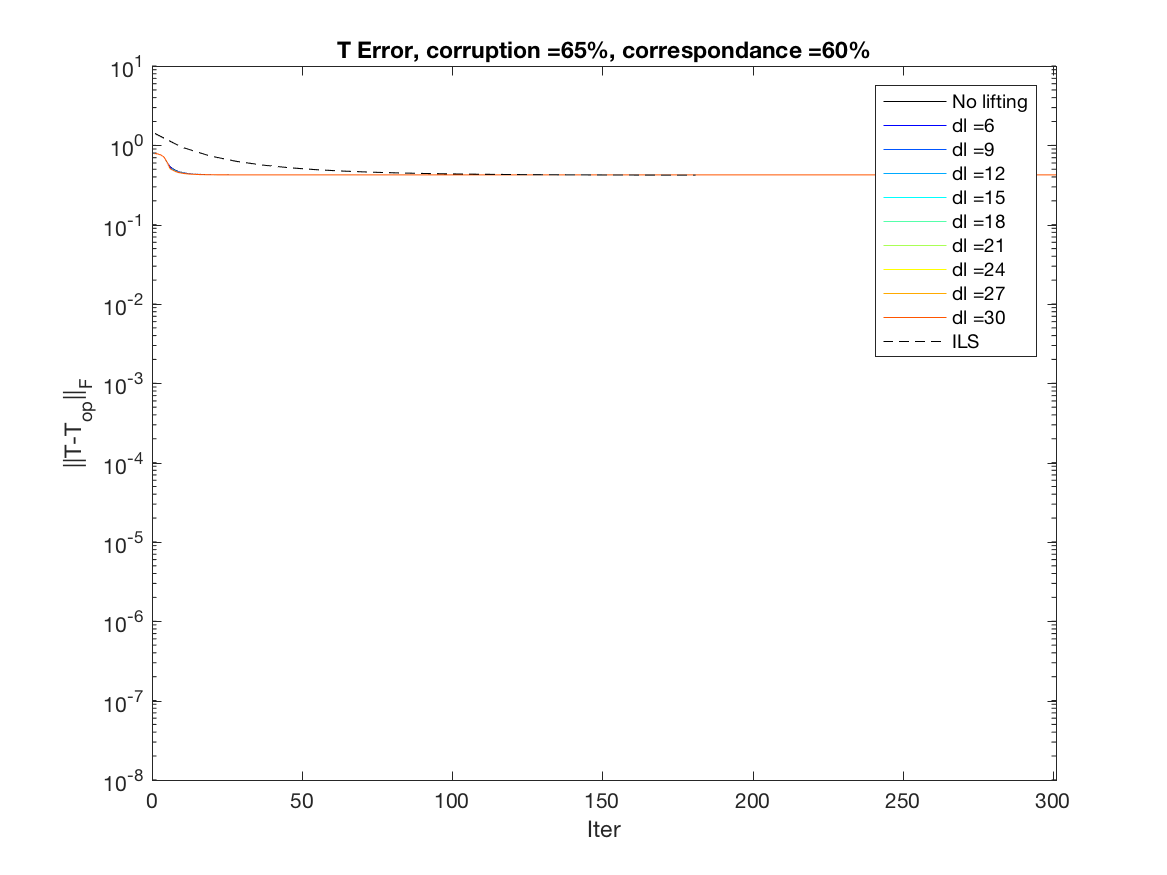 T Error, corruption =65%, correspondance =60%
10^1
10^0
10^-1
10^-2
10^-3
10^-4
10^-5
10^-6
10^-7
10^-8
||T-T_op||_F
0 50 100 150 200 250 300
Iter
No lifting
dl =6
dl =9
dl =12
dl =15
dl =18
dl =21
dl =24
dl =27
dl =30
ILS